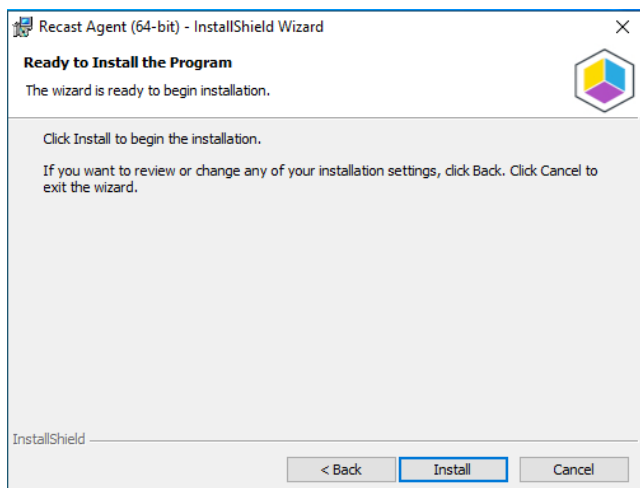 Recast Agent (64-bit) - InstallShield Wizard
Ready to Install the Program
The wizard is ready to begin installation.
Click Install to begin the installation.
If you want to review or change any of your installation settings, click Back. Click Cancel to
exit the wizard.
InstallShield
< Back
Install
Cancel